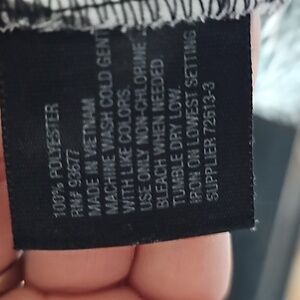 100% POLYESTER
RN# 93677
MADE IN VIETNAM
MACHINE WASH COLD GENT
WITH LIKE COLORS.
USE ONLY NON-CHLORINE
BLEACH WHEN NEEDED.
TUMBLE DRY LOW.
IRON ON LOWEST SETTING
SUPPLIER 72613-3